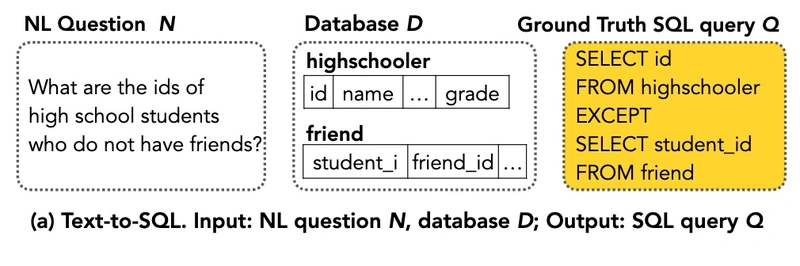 NL Question N
Database D
Ground Truth SQL query Q
What are the ids of
high school students
who do not have friends?
highschooler
id name ... grade
friend
student_i friend_id ...
SELECT id
FROM highschooler
EXCEPT
SELECT student_id
FROM friend
(a) Text-to-SQL. Input: NL question N, database D; Output: SQL query Q